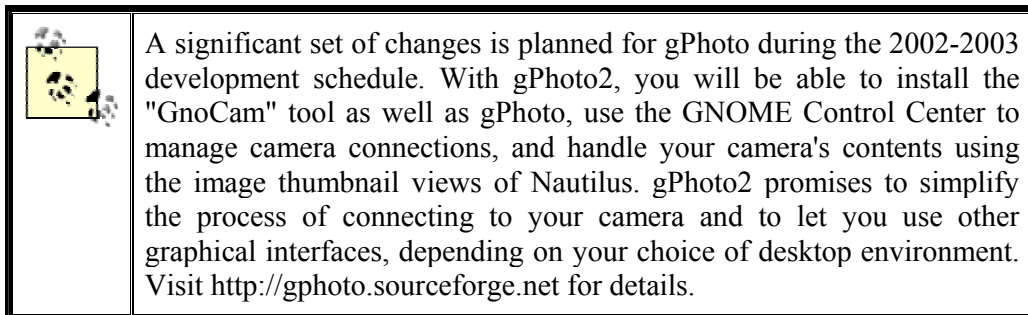 A significant set of changes is planned for gPhoto during the 2002-2003
development schedule. With gPhoto2, you will be able to install the
"GnoCam" tool as well as gPhoto, use the GNOME Control Center to
manage camera connections, and handle your camera's contents using
the image thumbnail views of Nautilus. gPhoto2 promises to simplify
the process of connecting to your camera and to let you use other
graphical interfaces, depending on your choice of desktop environment.
Visit http://gphoto.sourceforge.net for details.